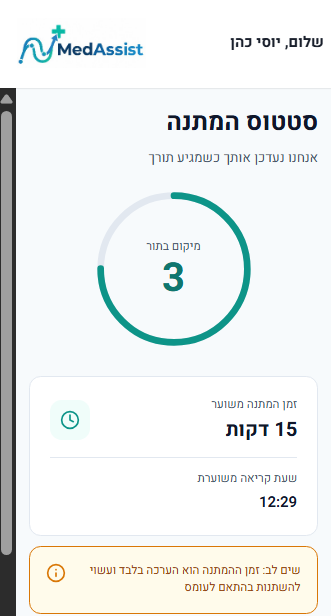 שלום, יוסי כהן
MedAssist
סטטוס המתנה
אנחנו נעדכן אותך כשמגיע תורך
מיקום בתור
3
זמן המתנה משוער
15 דקות
שעת קריאה משוערת
12:29
שים לב: זמן ההמתנה הוא הערכה בלבד ועשוי
להשתנות בהתאם לעומס